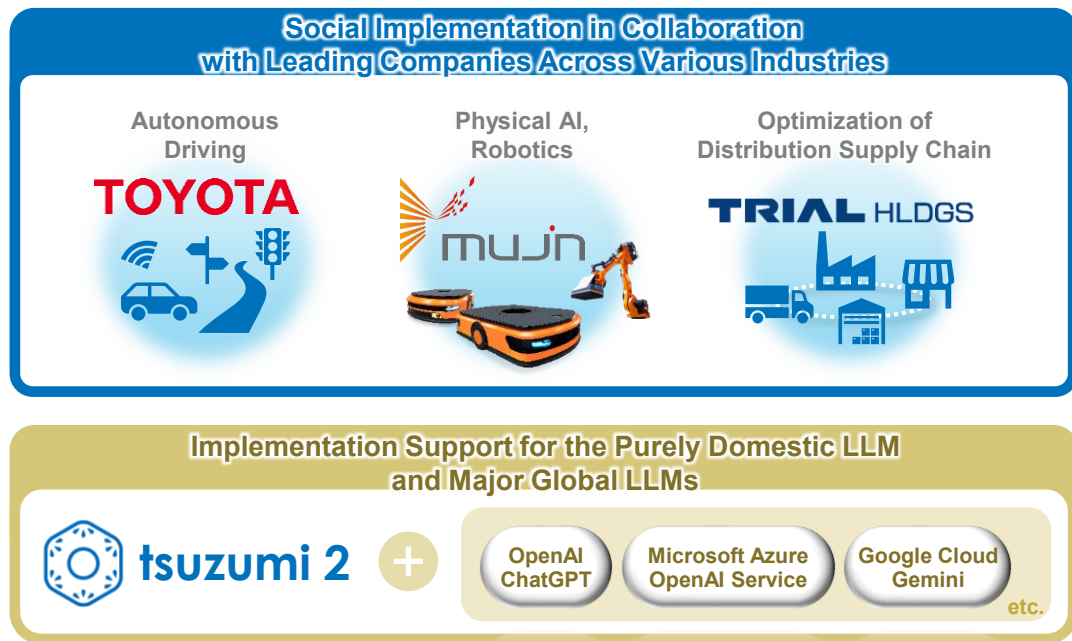 Social Implementation in Collaboration
with Leading Companies Across Various Industries
Autonomous
Driving
TOYOTA
Physical AI,
Robotics
mujin
Optimization of
Distribution Supply Chain
TRIAL HLDGS
Implementation Support for the Purely Domestic LLM
and Major Global LLMs
tsuzumi 2
+
OpenAI
ChatGPT
Microsoft Azure
OpenAI Service
Google Cloud
Gemini
etc.